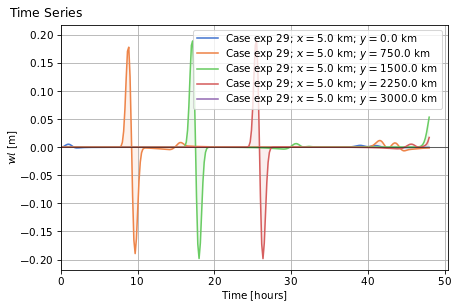 Time Series
0.20
0.15
0.10
0.05
0.00
−0.05
−0.10
−0.15
−0.20
wl [m]
Case exp 29; x = 5.0 km; y = 0.0 km
Case exp 29; x = 5.0 km; y = 750.0 km
Case exp 29; x = 5.0 km; y = 1500.0 km
Case exp 29; x = 5.0 km; y = 2250.0 km
Case exp 29; x = 5.0 km; y = 3000.0 km
0 10 20 30 40 50
Time [hours]